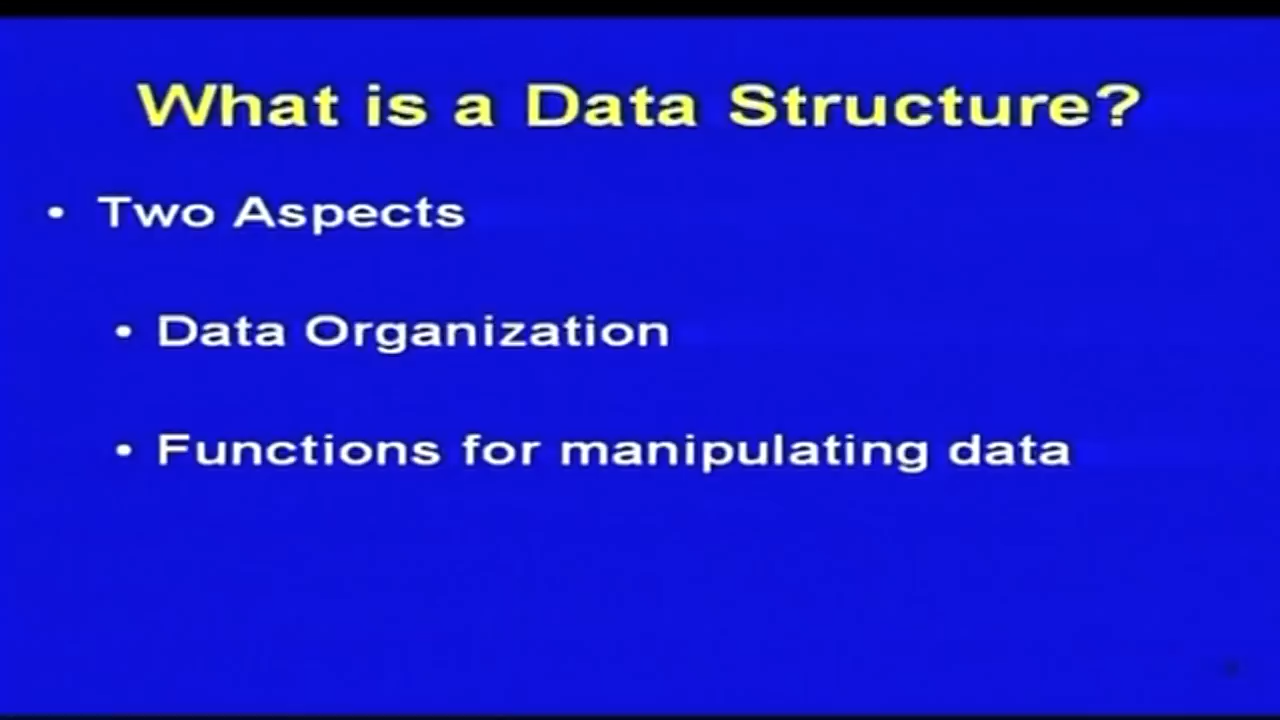 What is a Data Structure?
• Two Aspects
• Data Organization
• Functions for manipulating data